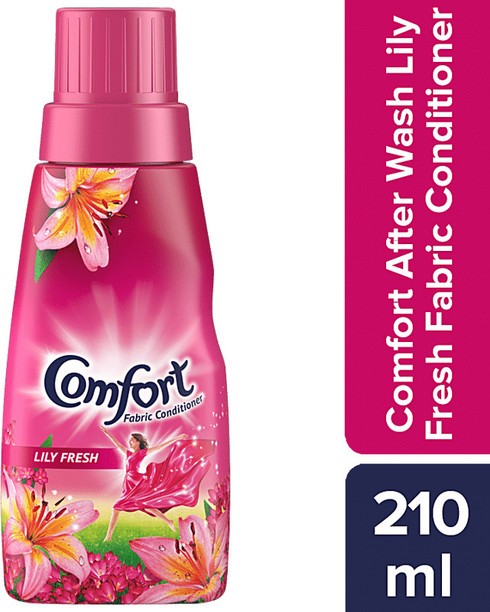 Comfort
Fabric Conditioner
LILY FRESH
Comfort After Wash Lily
Fresh Fabric Conditioner
210
ml